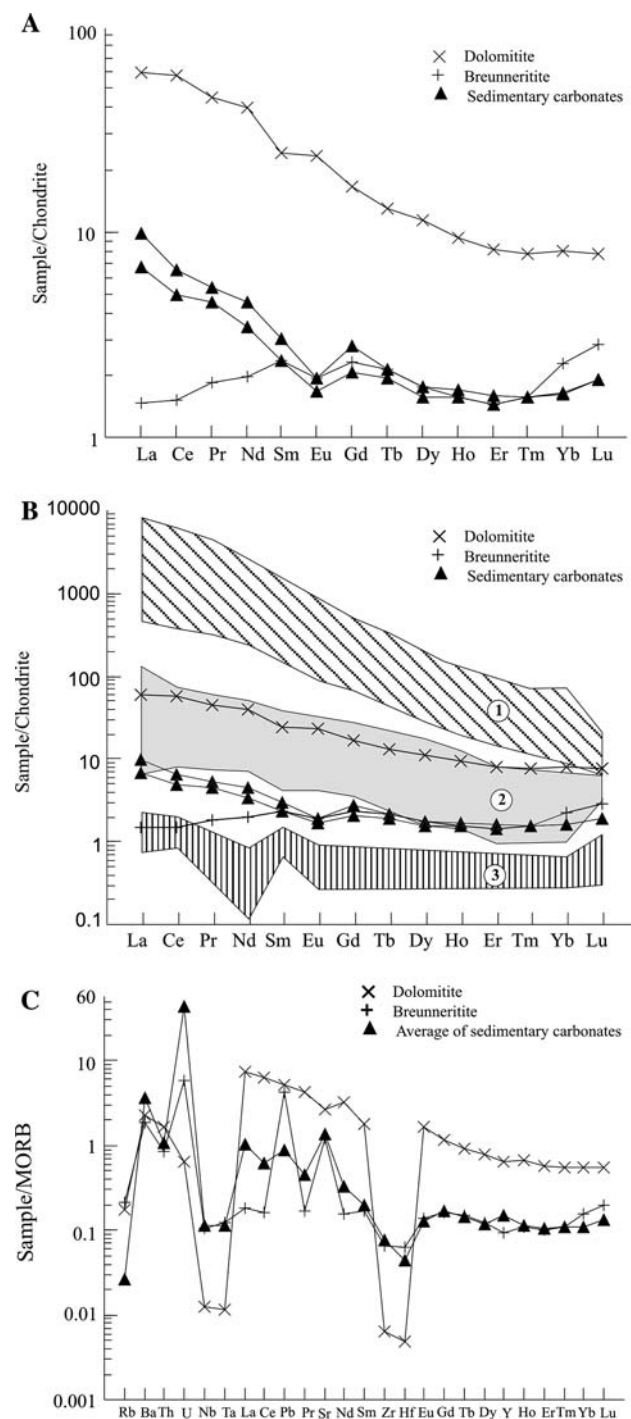 A
100
Dolomitite
Breunneritite
Sedimentary carbonates
10
Sample/Chondrite
1
La Ce Pr Nd Sm Eu Gd Tb Dy Ho Er Tm Yb Lu
B
10000
Dolomitite
Breunneritite
Sedimentary carbonates
1000
100
10
1
0.1
Sample/Chondrite
1
2
3
La Ce Pr Nd Sm Eu Gd Tb Dy Ho Er Tm Yb Lu
C
60
Dolomitite
Breunneritite
Average of sedimentary carbonates
10
1
0.1
0.01
0.001
Sample/MORB
Rb Ba Th U Nb Ta La Ce Pb Pr Sr Nd Sm Zr Hf Eu Gd Tb Dy Y Ho Er Tm Yb Lu